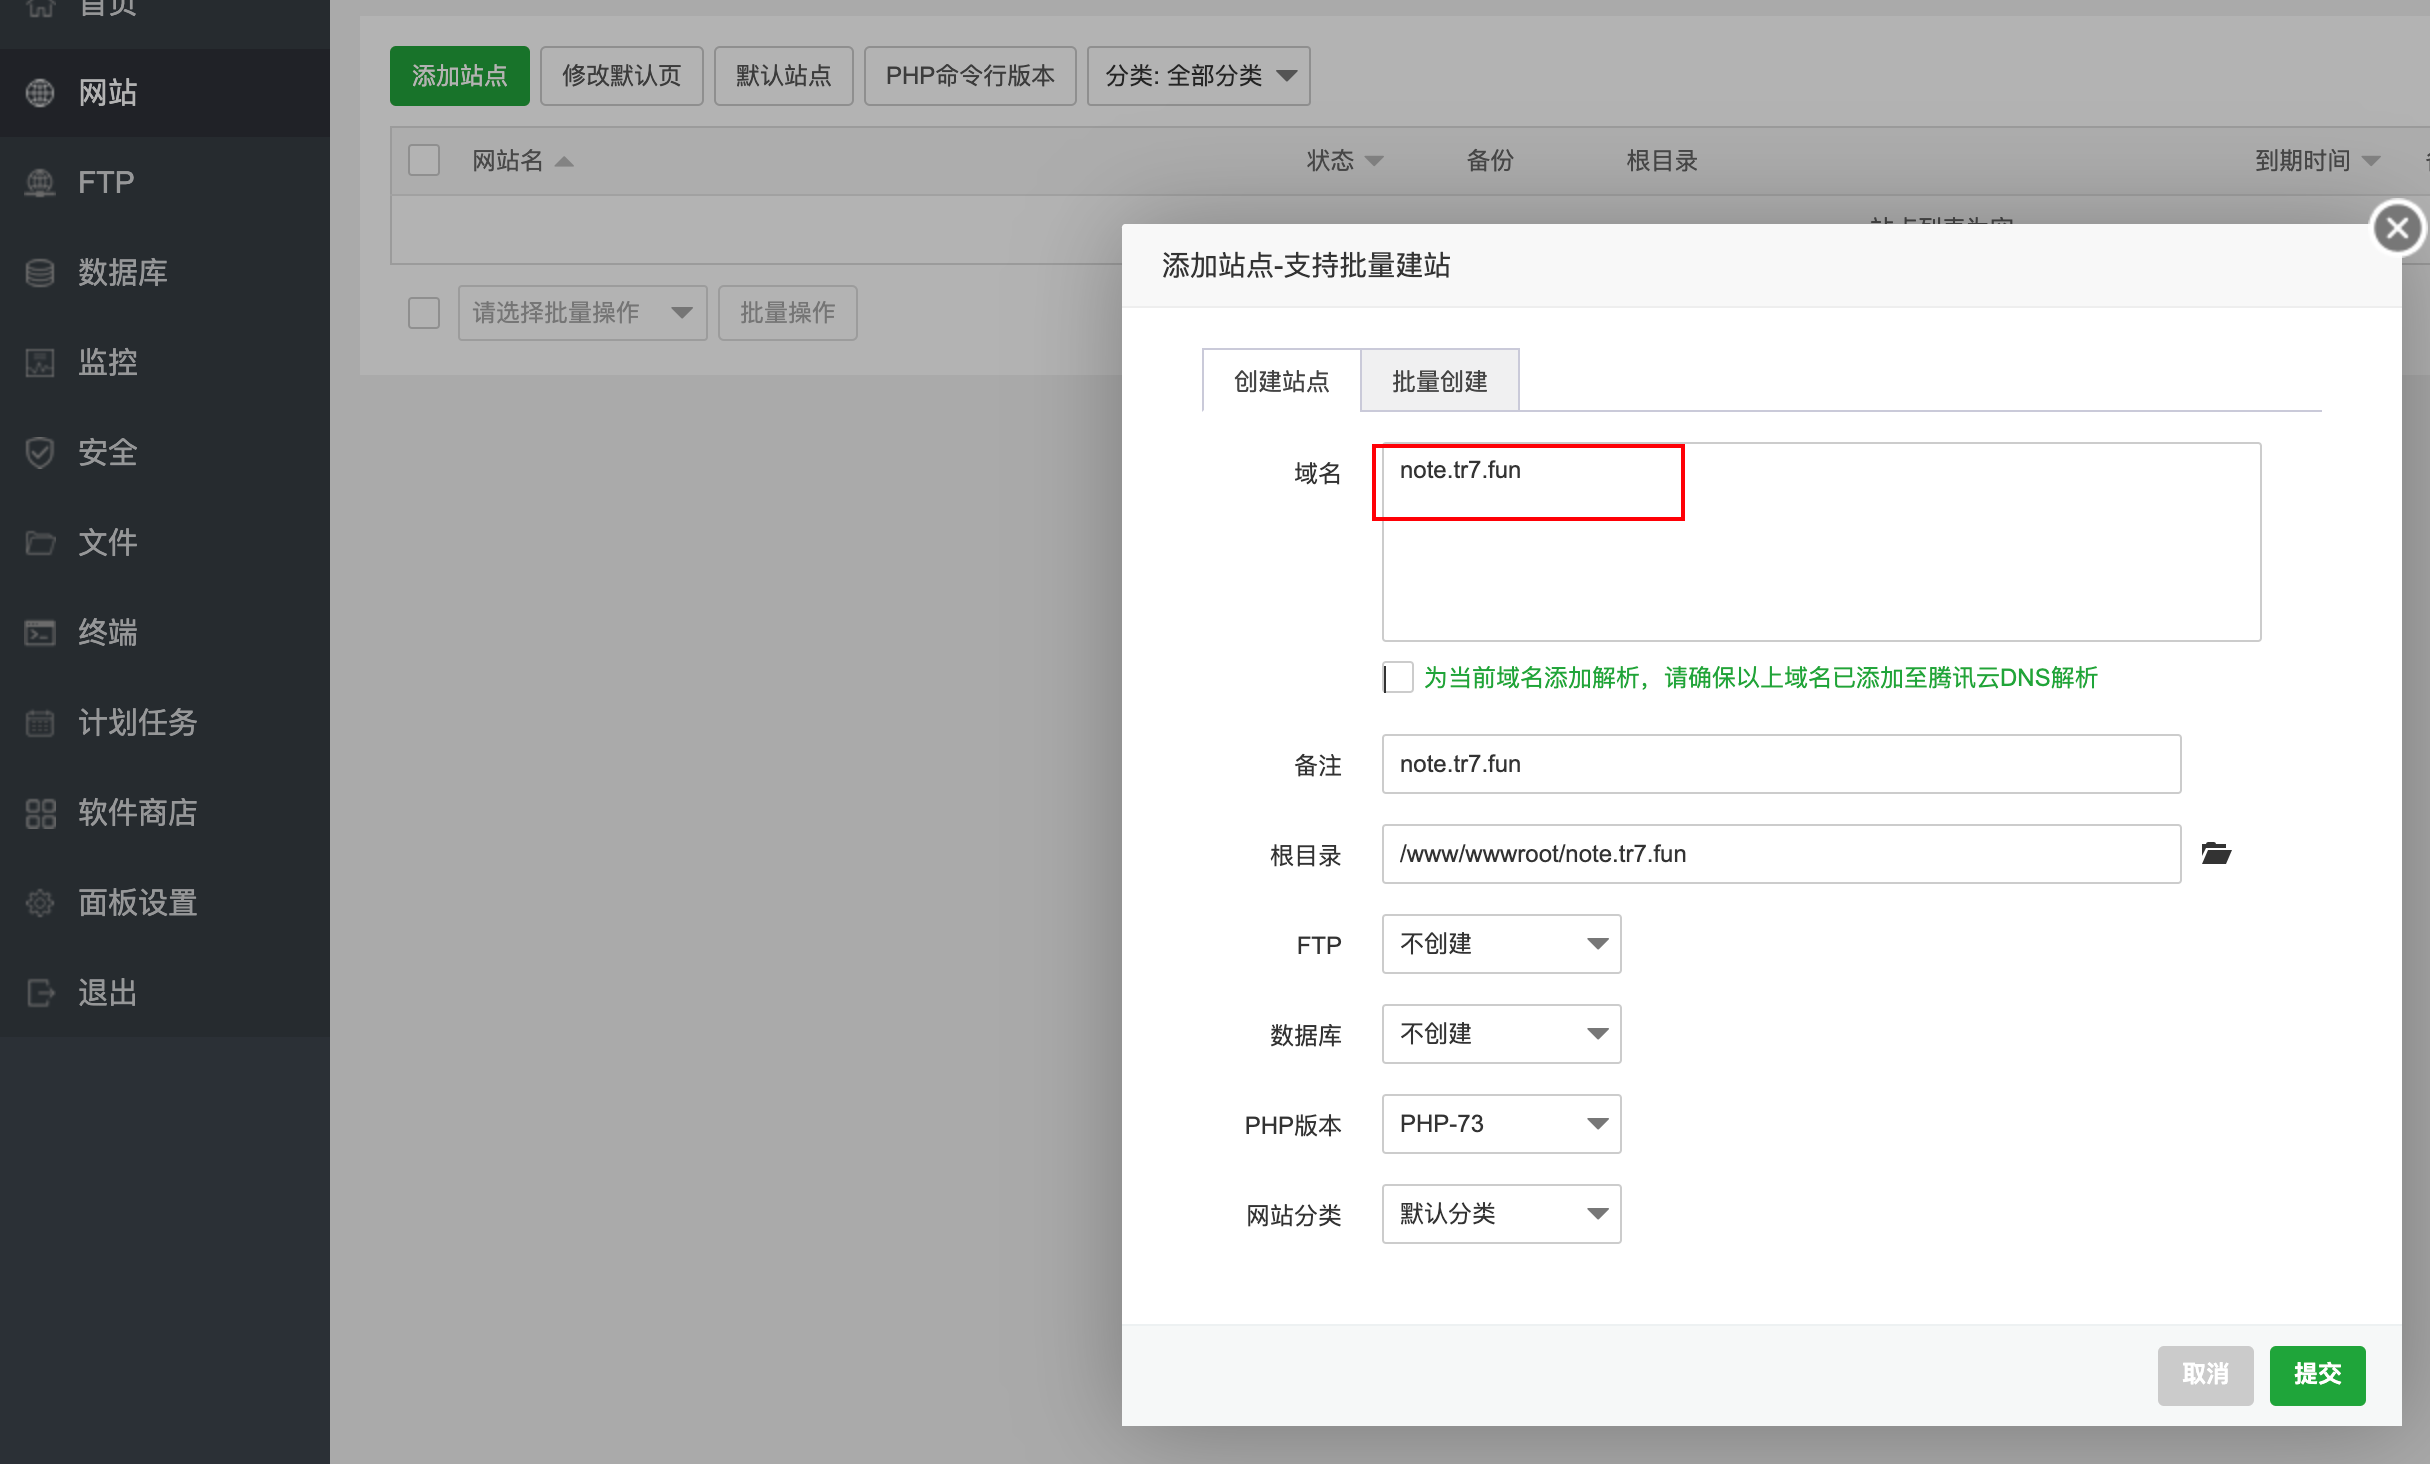 首页
网站
FTP
数据库
监控
安全
文件
终端
计划任务
软件商店
面板设置
退出
添加站点
修改默认页
默认站点
PHP命令行版本
分类: 全部分类
网站名
状态
备份
根目录
到期时间
请选择批量操作
批量操作
添加站点-支持批量建站
创建站点
批量创建
域名
note.tr7.fun
为当前域名添加解析，请确保以上域名已添加至腾讯云DNS解析
备注
note.tr7.fun
根目录
/www/wwwroot/note.tr7.fun
FTP
不创建
数据库
不创建
PHP版本
PHP-73
网站分类
默认分类
取消
提交